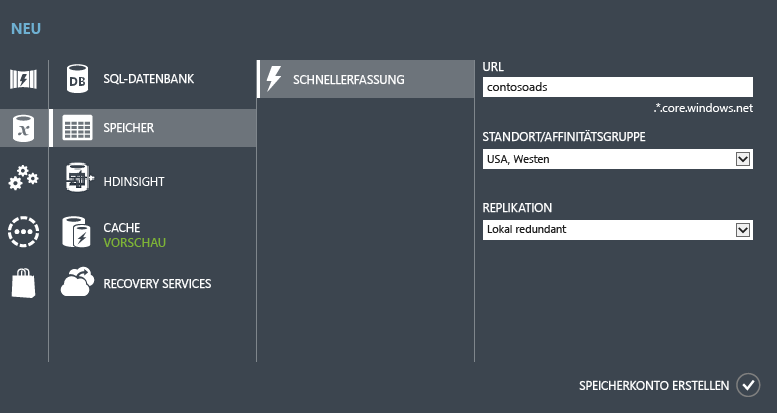 NEU
DB
SQL-DATENBANK
x
SPEICHER
HDINSIGHT
CACHE
VORSCHAU
RECOVERY SERVICES
SCHNELLERFASSUNG
URL
contosoads
.*.core.windows.net
STANDORT/AFFINITÄTSGRUPPE
USA, Westen
REPLIKATION
Lokal redundant
SPEICHERKONTO ERSTELLEN